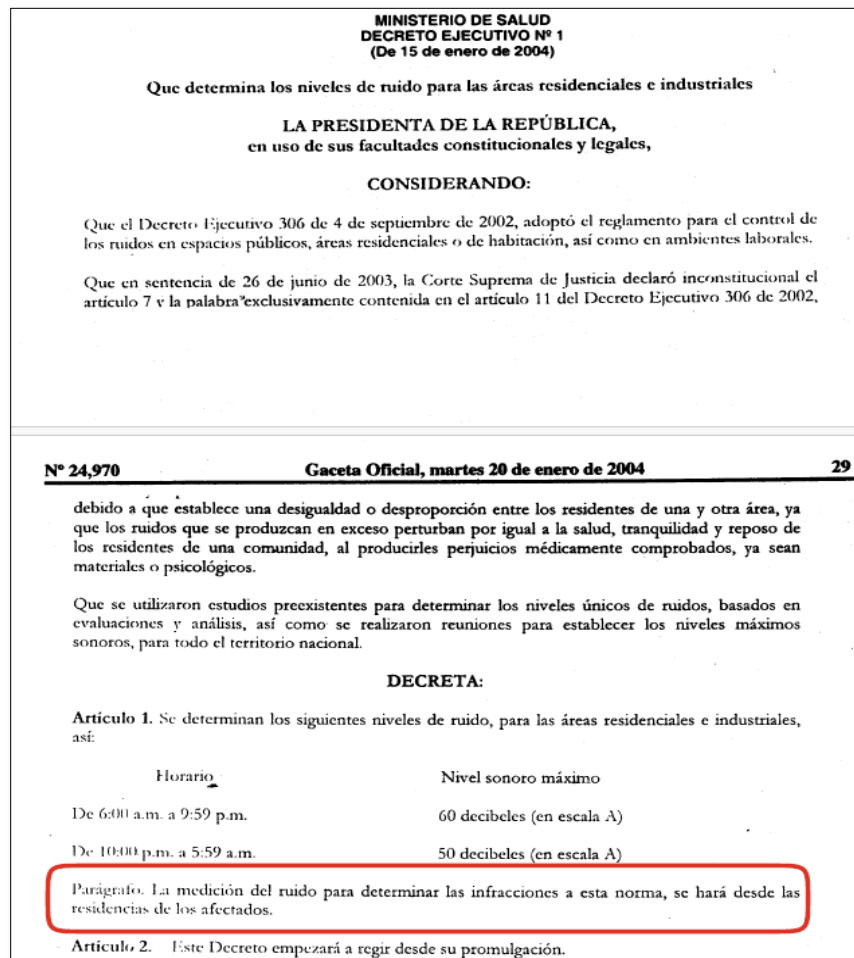 MINISTERIO DE SALUD
DECRETO EJECUTIVO Nº 1
(De 15 de enero de 2004)
Que determina los niveles de ruido para las áreas residenciales e industriales
LA PRESIDENTA DE LA REPÚBLICA,
en uso de sus facultades constitucionales y legales,
CONSIDERANDO:
Que el Decreto Ejecutivo 306 de 4 de septiembre de 2002, adoptó el reglamento para el control de
los ruidos en espacios públicos, áreas residenciales o de habitación, así como en ambientes laborales.
Que en sentencia de 26 de junio de 2003, la Corte Suprema de Justicia declaró inconstitucional el
artículo 7 y la palabra"exclusivamente contenida en el artículo 11 del Decreto Ejecutivo 306 de 2002,
Nº 24,970 Gaceta Oficial, martes 20 de enero de 2004 29
debido a que establece una desigualdad o desproporción entre los residentes de una y otra área, ya
que los ruidos que se produzcan en exceso perturban por igual a la salud, tranquilidad y reposo de
los residentes de una comunidad, al producirles perjuicios médicamente comprobados, ya sean
materiales o psicológicos.
Que se utilizaron estudios preexistentes para determinar los niveles únicos de ruidos, basados en
evaluaciones y análisis, así como se realizaron reuniones para establecer los niveles máximos
sonoros, para todo el territorio nacional.
DECRETA:
Artículo 1. Se determinan los siguientes niveles de ruido, para las áreas residenciales e industriales,
así:
Horario Nivel sonoro máximo
De 6:00 a.m. a 9:59 p.m. 60 decibeles (en escala A)
De 10:00 p.m. a 5:59 a.m. 50 decibeles (en escala A)
Parágrafo. La medición del ruido para determinar las infracciones a esta norma, se hará desde las
residencias de los afectados.
Artículo 2. Este Decreto empezará a regir desde su promulgación.